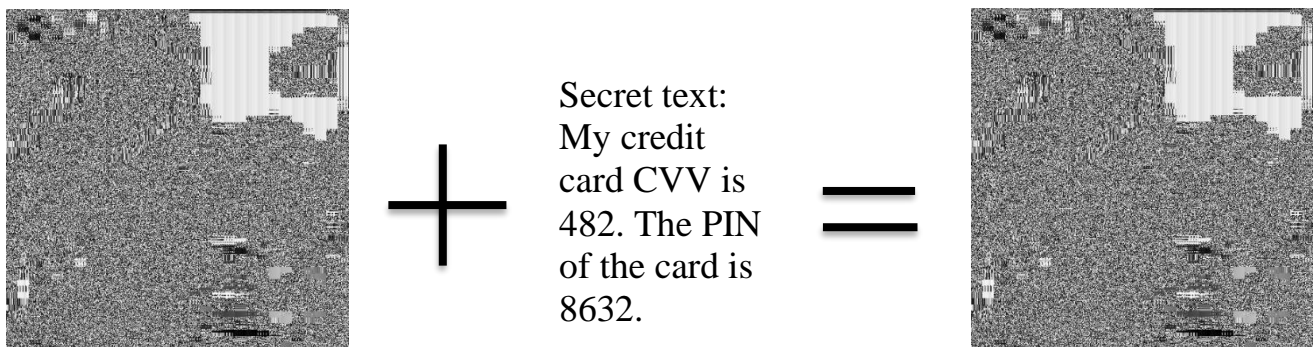 Secret text:
My credit
card CVV is
482. The PIN
of the card is
8632.